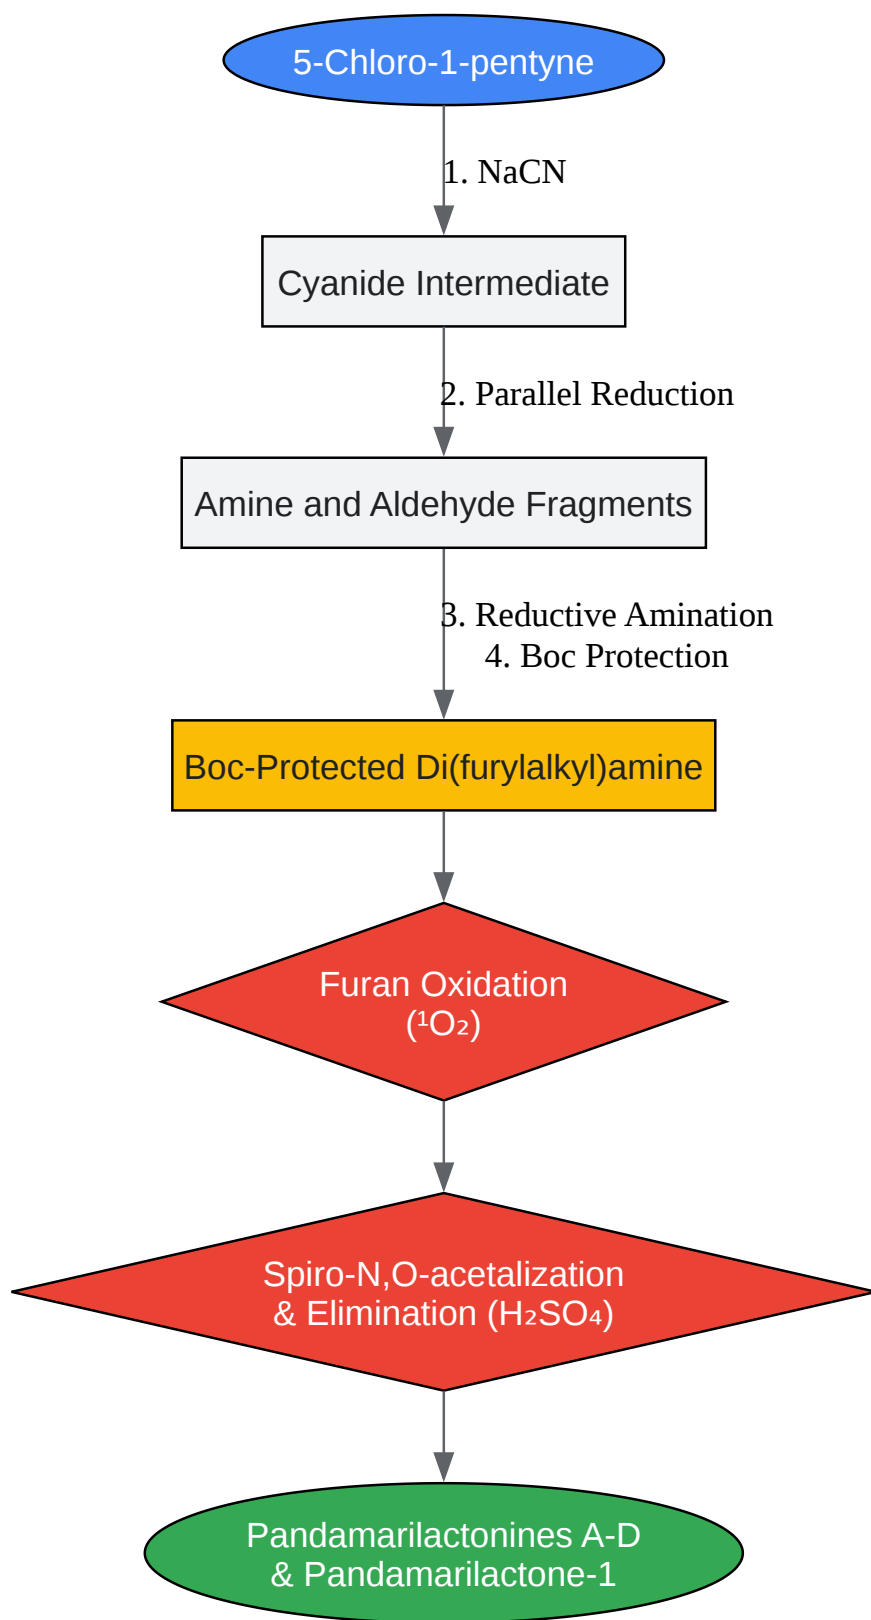 5-Chloro-1-pentyne
1. NaCN
Cyanide Intermediate
2. Parallel Reduction
Amine and Aldehyde Fragments
3. Reductive Amination
4. Boc Protection
Boc-Protected Di(furylalkyl)amine
Furan Oxidation
(¹O₂)
Spiro-N,O-acetalization
& Elimination (H₂SO₄)
Pandamarilactonines A-D
& Pandamarilactone-1